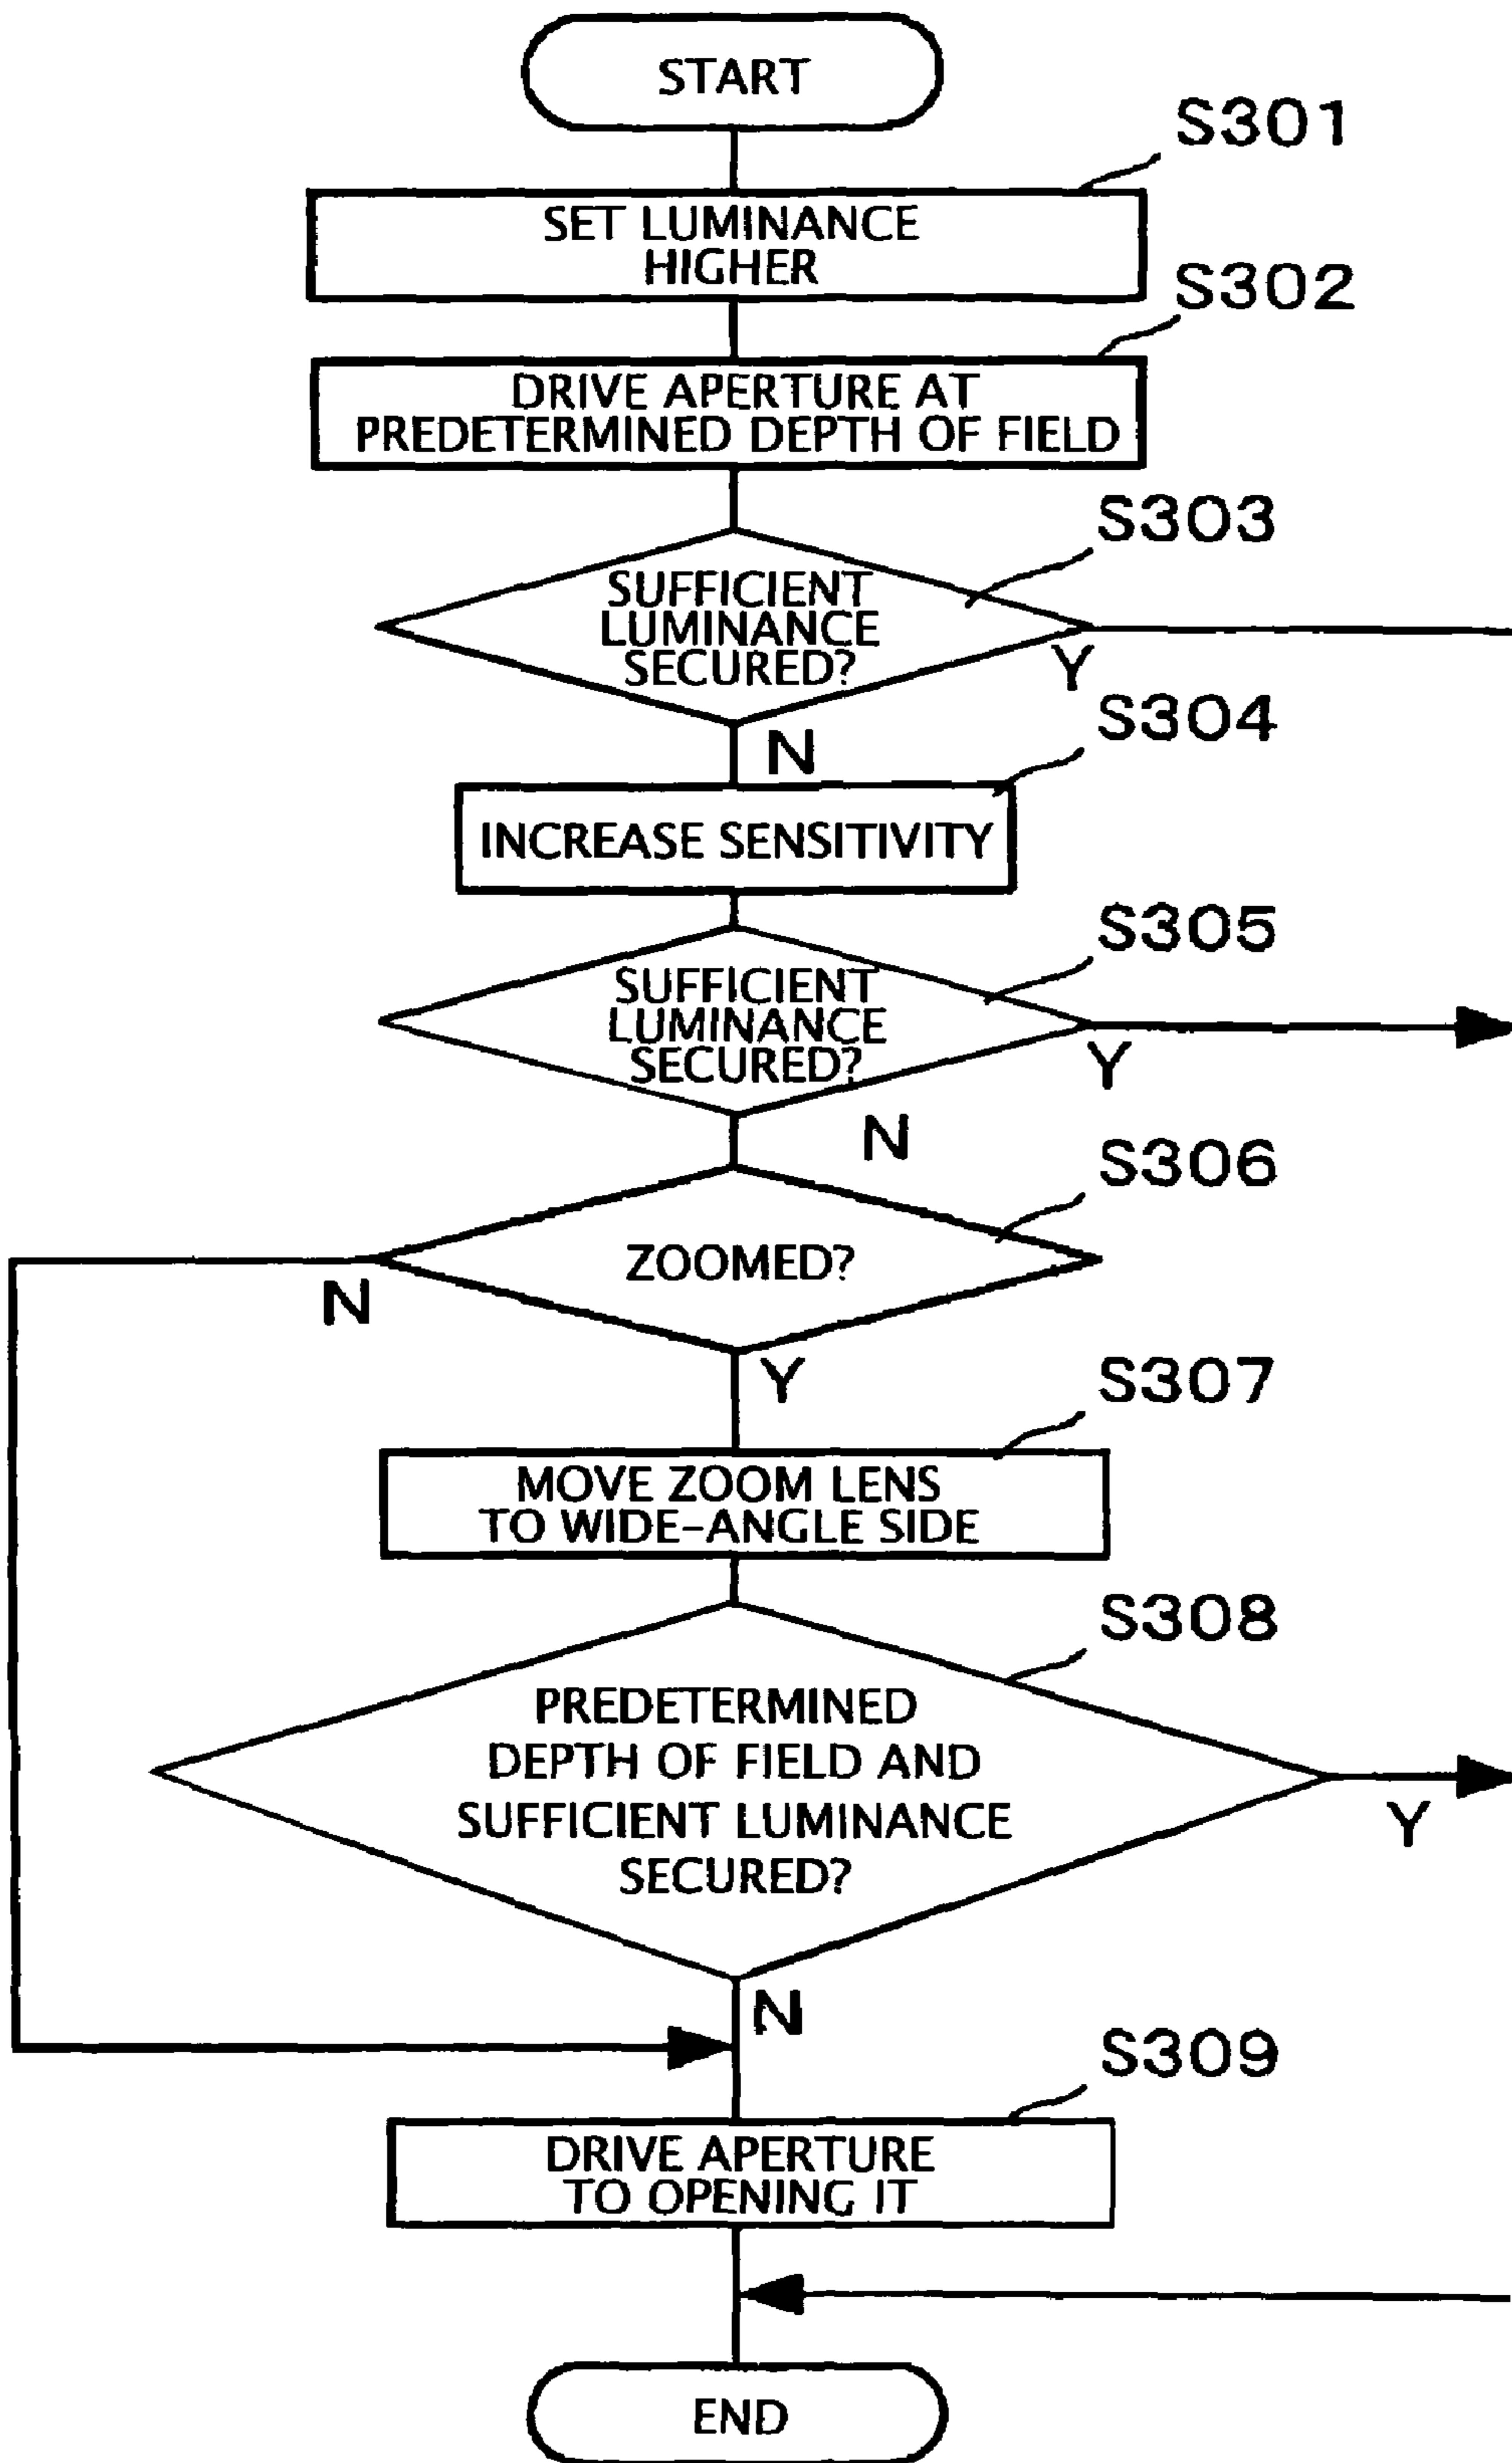 START
S301
SET LUMINANCE
HIGHER
S302
DRIVE APERTURE AT
PREDETERMINED DEPTH OF FIELD
S303
SUFFICIENT
LUMINANCE
SECURED?
Y
N
S304
INCREASE SENSITIVITY
S305
SUFFICIENT
LUMINANCE
SECURED?
Y
N
S306
ZOOMED?
N
Y
S307
MOVE ZOOM LENS
TO WIDE-ANGLE SIDE
S308
PREDETERMINED
DEPTH OF FIELD AND
SUFFICIENT LUMINANCE
SECURED?
Y
N
S309
DRIVE APERTURE
TO OPENING IT
END